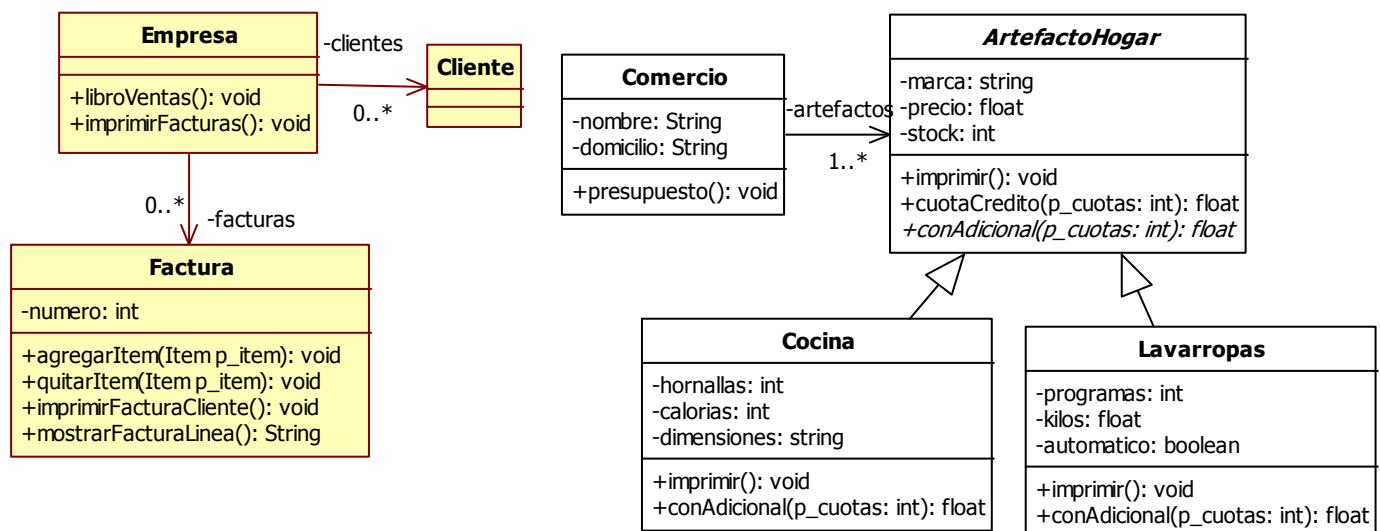 Empresa
+libroVentas(): void
+imprimirFacturas(): void
-clientes
0..*
Cliente
0..*
-facturas
Factura
-numero: int
+agregarItem(Item p_item): void
+quitarItem(Item p_item): void
+imprimirFacturaCliente(): void
+mostrarFacturaLinea(): String
Comercio
-nombre: String
-domicilio: String
+presupuesto(): void
-artefactos
1..*
ArtefactoHogar
-marca: string
-precio: float
-stock: int
+imprimir(): void
+cuotaCredito(p_cuotas: int): float
+conAdicional(p_cuotas: int): float
Cocina
-hornallas: int
-calorias: int
-dimensiones: string
+imprimir(): void
+conAdicional(p_cuotas: int): float
Lavarropas
-programas: int
-kilos: float
-automatico: boolean
+imprimir(): void
+conAdicional(p_cuotas: int): float